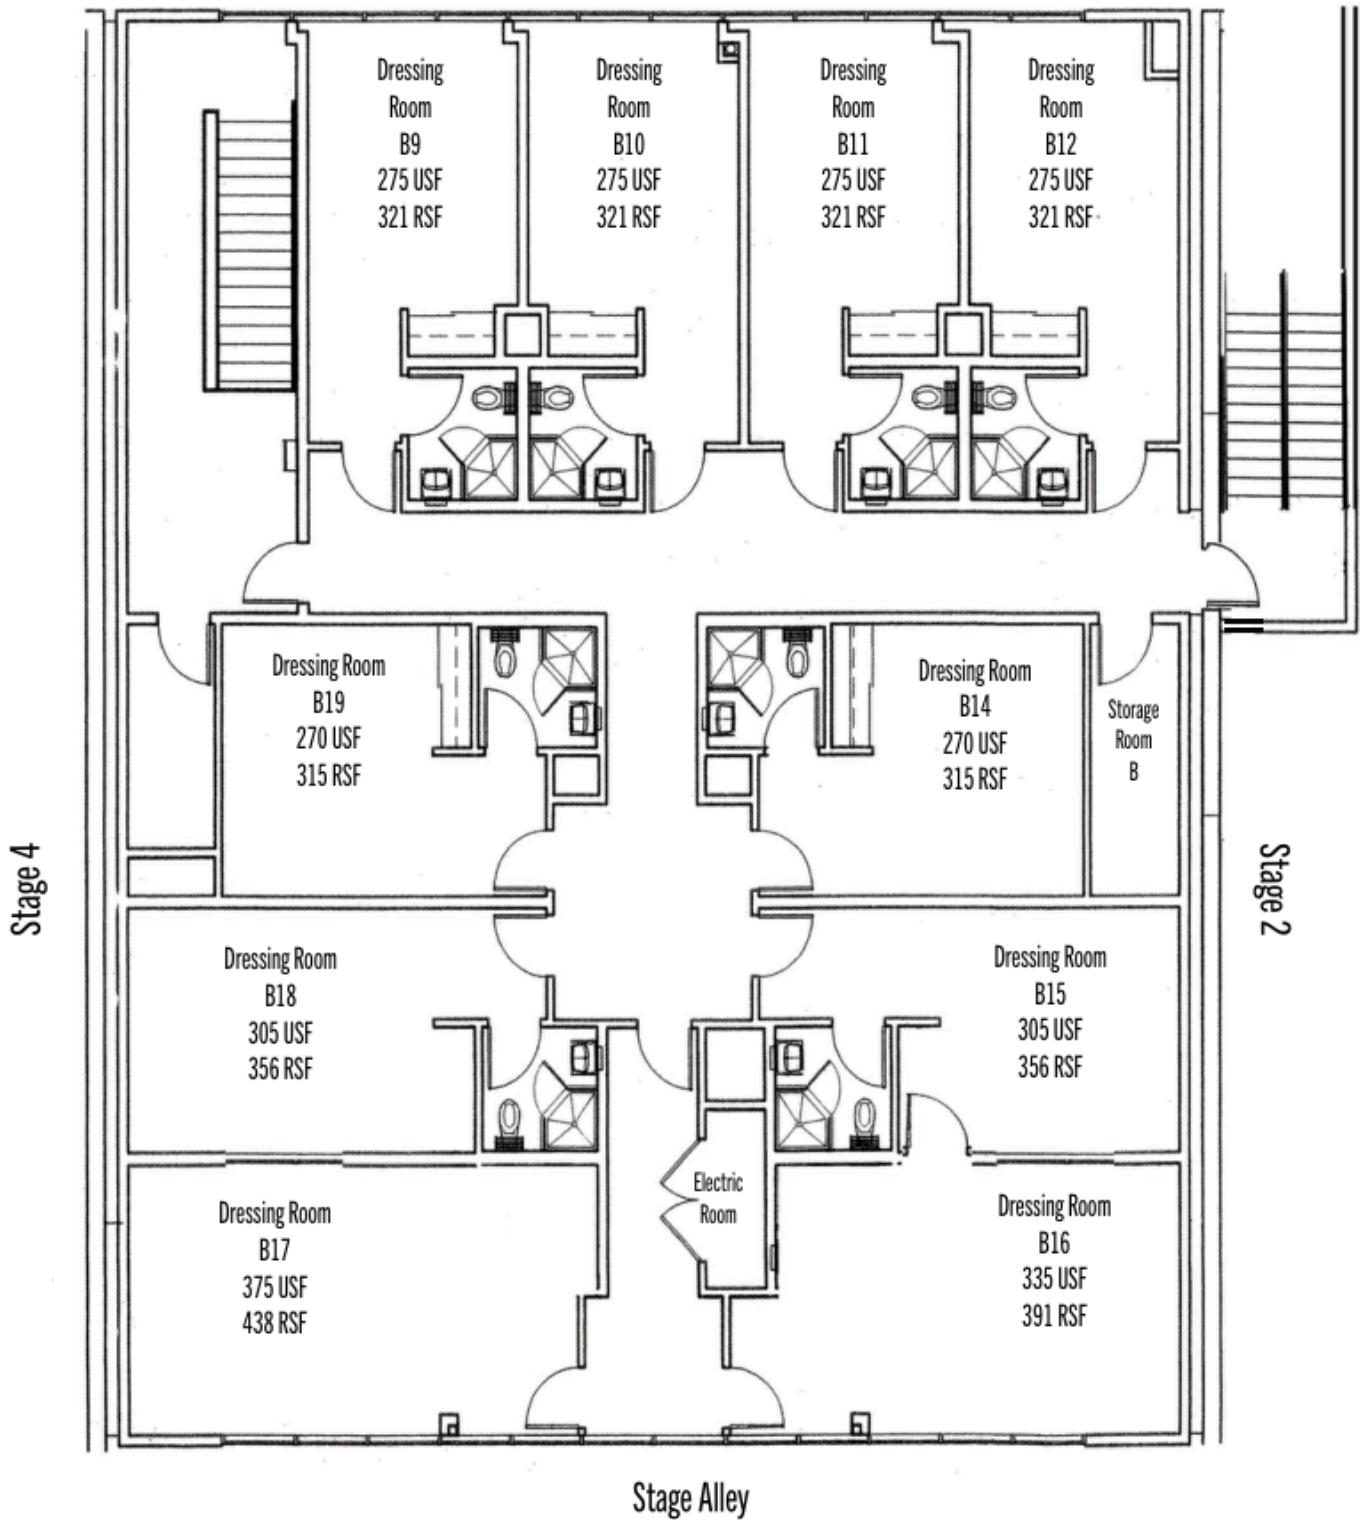 Dressing
Room
B9
275 USF
321 RSF
Dressing
Room
B10
275 USF
321 RSF
Dressing
Room
B11
275 USF
321 RSF
Dressing
Room
B12
275 USF
321 RSF
Dressing Room
B19
270 USF
315 RSF
Dressing Room
B14
270 USF
315 RSF
Storage
Room
B
Stage 4
Stage 2
Dressing Room
B18
305 USF
356 RSF
Dressing Room
B15
305 USF
356 RSF
Electric
Room
Dressing Room
B17
375 USF
438 RSF
Dressing Room
B16
335 USF
391 RSF
Stage Alley